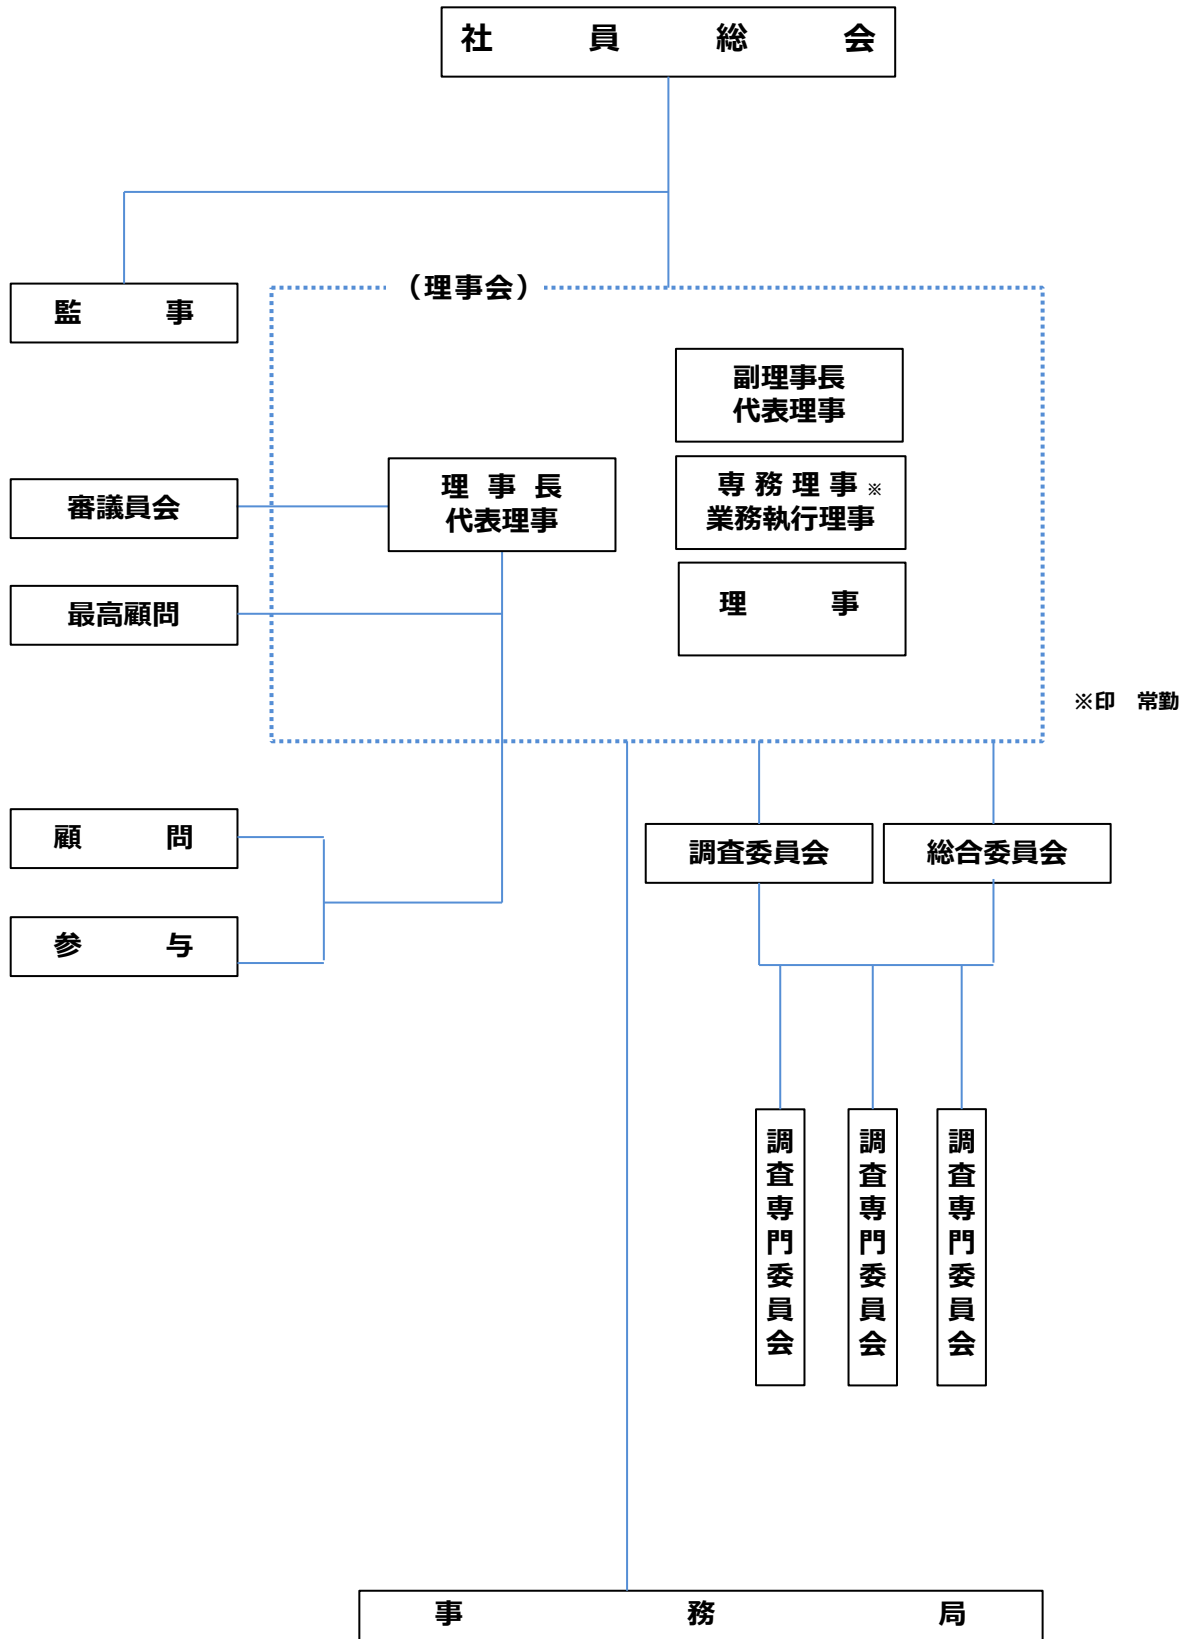 社員総会
監事
（理事会）
副理事長
代表理事
審議員会
理事長
代表理事
専務理事※
業務執行理事
最高顧問
理事
※印　常勤
顧問
調査委員会
総合委員会
参与
調査専門委員会
調査専門委員会
調査専門委員会
事務局